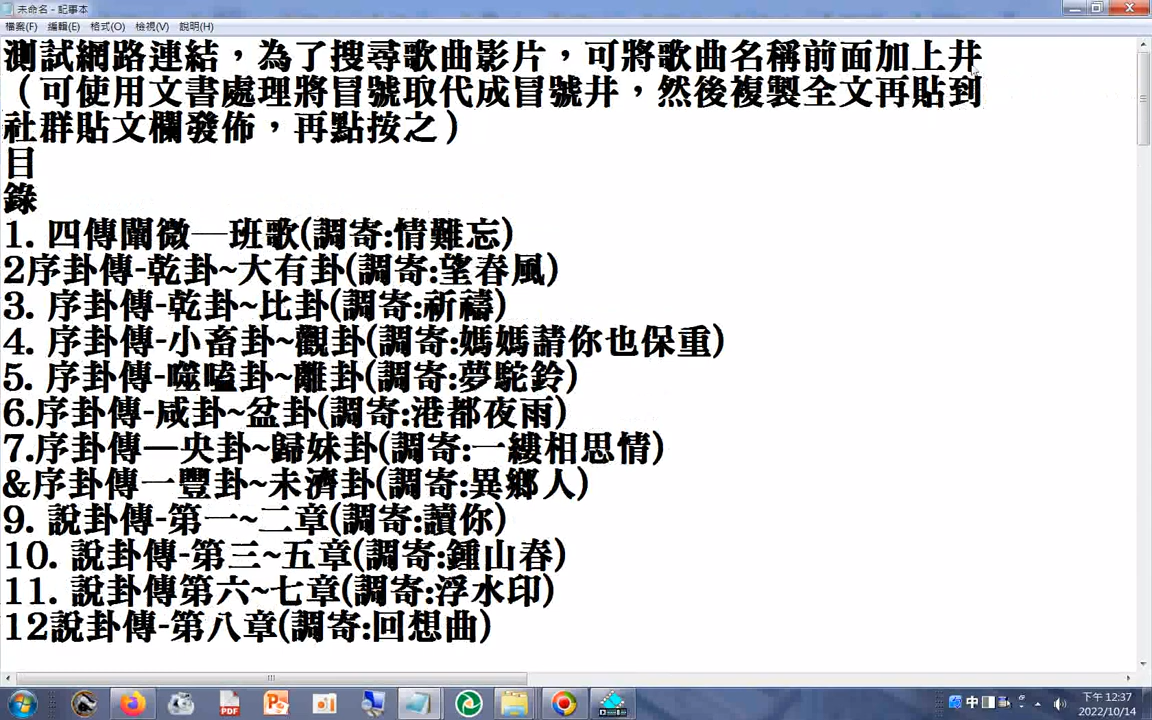 未命名 - 記事本
檔案(F) 編輯(E) 格式(O) 檢視(V) 說明(H)
測試網路連結，為了搜尋歌曲影片，可將歌曲名稱前面加上井
（可使用文書處理將冒號取代成冒號井，然後複製全文再貼到
社群貼文欄發佈，再點按之）
目
錄
1. 四傳闡微—班歌(調寄:情難忘)
2序卦傳-乾卦~大有卦(調寄:望春風)
3. 序卦傳-乾卦~比卦(調寄:祈禱)
4. 序卦傳-小畜卦~觀卦(調寄:媽媽請你也保重)
5. 序卦傳-噬嗑卦~離卦(調寄:夢駝鈴)
6.序卦傳-咸卦~盆卦(調寄:港都夜雨)
7.序卦傳—央卦~歸妹卦(調寄:一縷相思情)
&序卦傳一豐卦~未濟卦(調寄:異鄉人)
9. 說卦傳-第一~二章(調寄:讀你)
10. 說卦傳-第三~五章(調寄:鍾山春)
11. 說卦傳第六~七章(調寄:浮水印)
12說卦傳-第八章(調寄:回想曲)
中
下午 12:37
2022/10/14